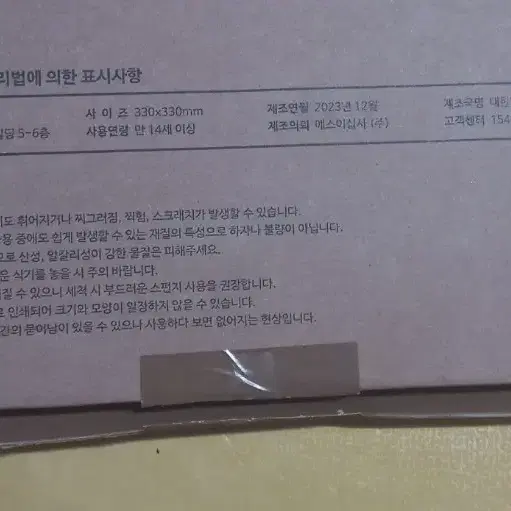 리법에 의한 표시사항
사 이 즈 330x330mm 제조연월 2023년 12월 제조국명 대한
빌딩 5-6층 사용연령 만 14세 이상 제조의뢰 에스이십사 (주) 고객센터 154
도 휘어지거나 찌그러짐, 찍힘, 스크래치가 발생할 수 있습니다.
용 중에도 쉽게 발생할 수 있는 재질의 특성으로 하자나 불량이 아닙니다.
으로 산성, 알칼리성이 강한 물질은 피해주세요.
운 식기를 놓을 시 주의 바랍니다.
질 수 있으니 세척 시 부드러운 스펀지 사용을 권장합니다.
로 인쇄되어 크기와 모양이 일정하지 않을 수 있습니다.
간의 묻어남이 있을 수 있으나 사용하다 보면 없어지는 현상입니다.